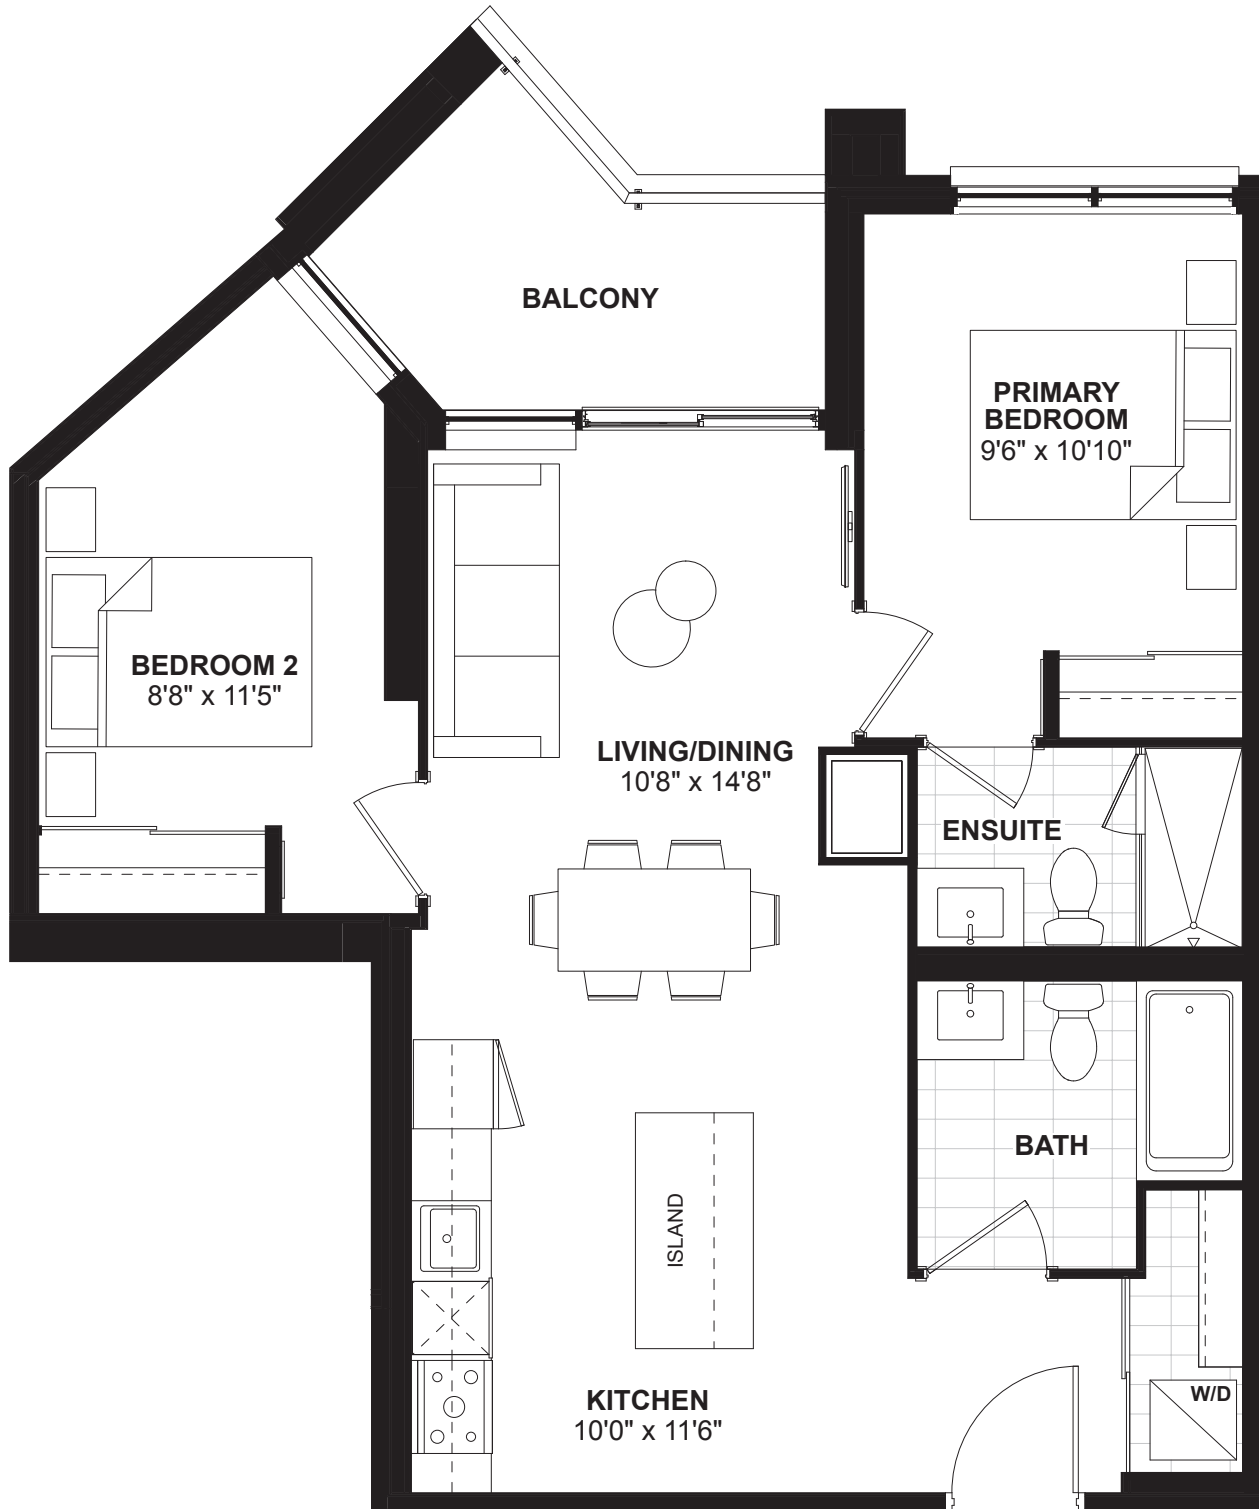 BALCONY
PRIMARY
BEDROOM
9'6" x 10'10"
BEDROOM 2
8'8" x 11'5"
LIVING/DINING
10'8" x 14'8"
ENSUITE
BATH
ISLAND
KITCHEN
10'0" x 11'6"
W/D